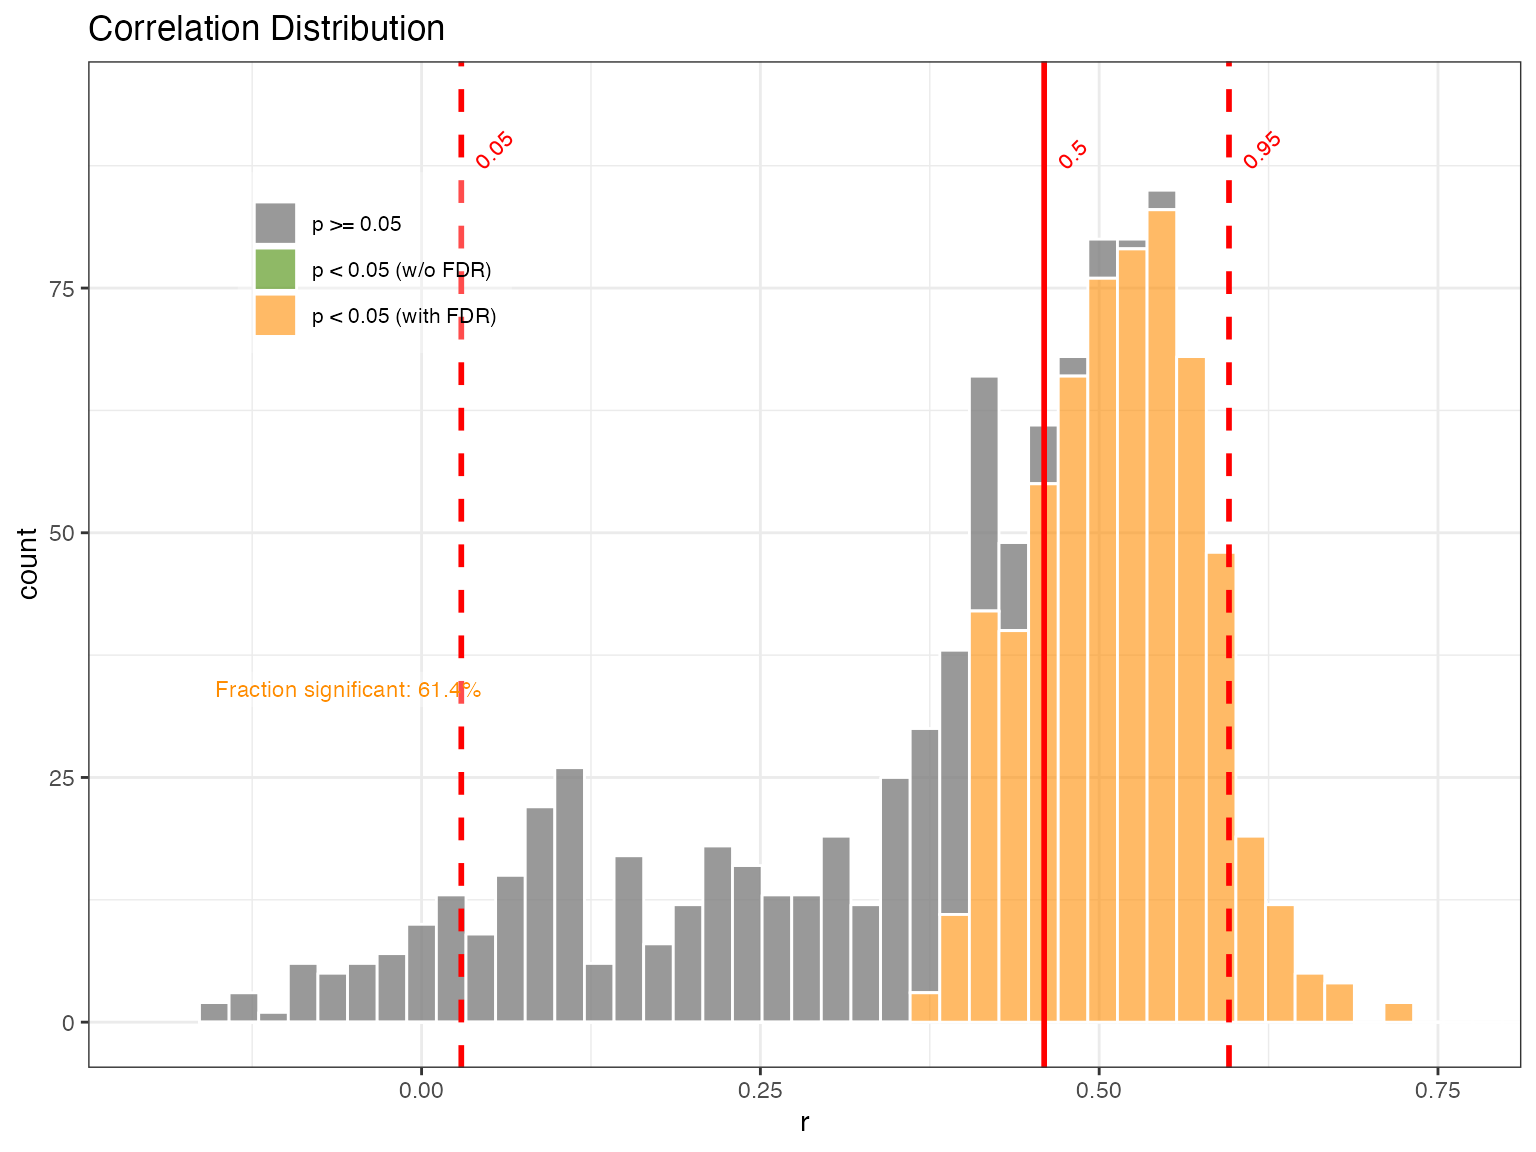 Correlation Distribution
0.05
0.5
0.95
p >= 0.05
p < 0.05 (w/o FDR)
p < 0.05 (with FDR)
Fraction significant: 61.4%
75
50
25
0
count
0.00
0.25
0.50
0.75
r